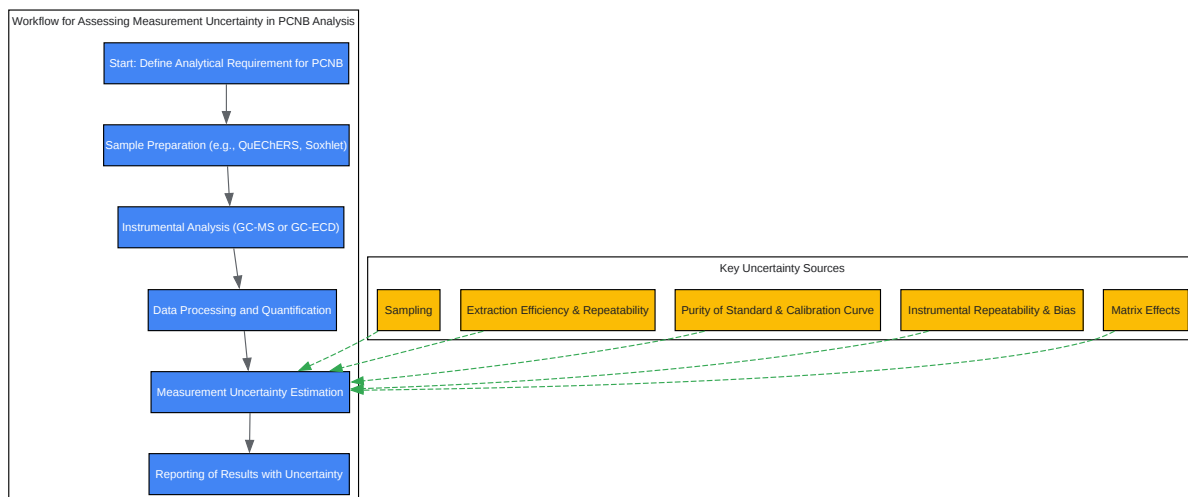 Workflow for Assessing Measurement Uncertainty in PCNB Analysis
Start: Define Analytical Requirement for PCNB
Sample Preparation (e.g., QuEChERS, Soxhlet)
Instrumental Analysis (GC-MS or GC-ECD)
Data Processing and Quantification
Measurement Uncertainty Estimation
Reporting of Results with Uncertainty
Key Uncertainty Sources
Sampling
Extraction Efficiency & Repeatability
Purity of Standard & Calibration Curve
Instrumental Repeatability & Bias
Matrix Effects